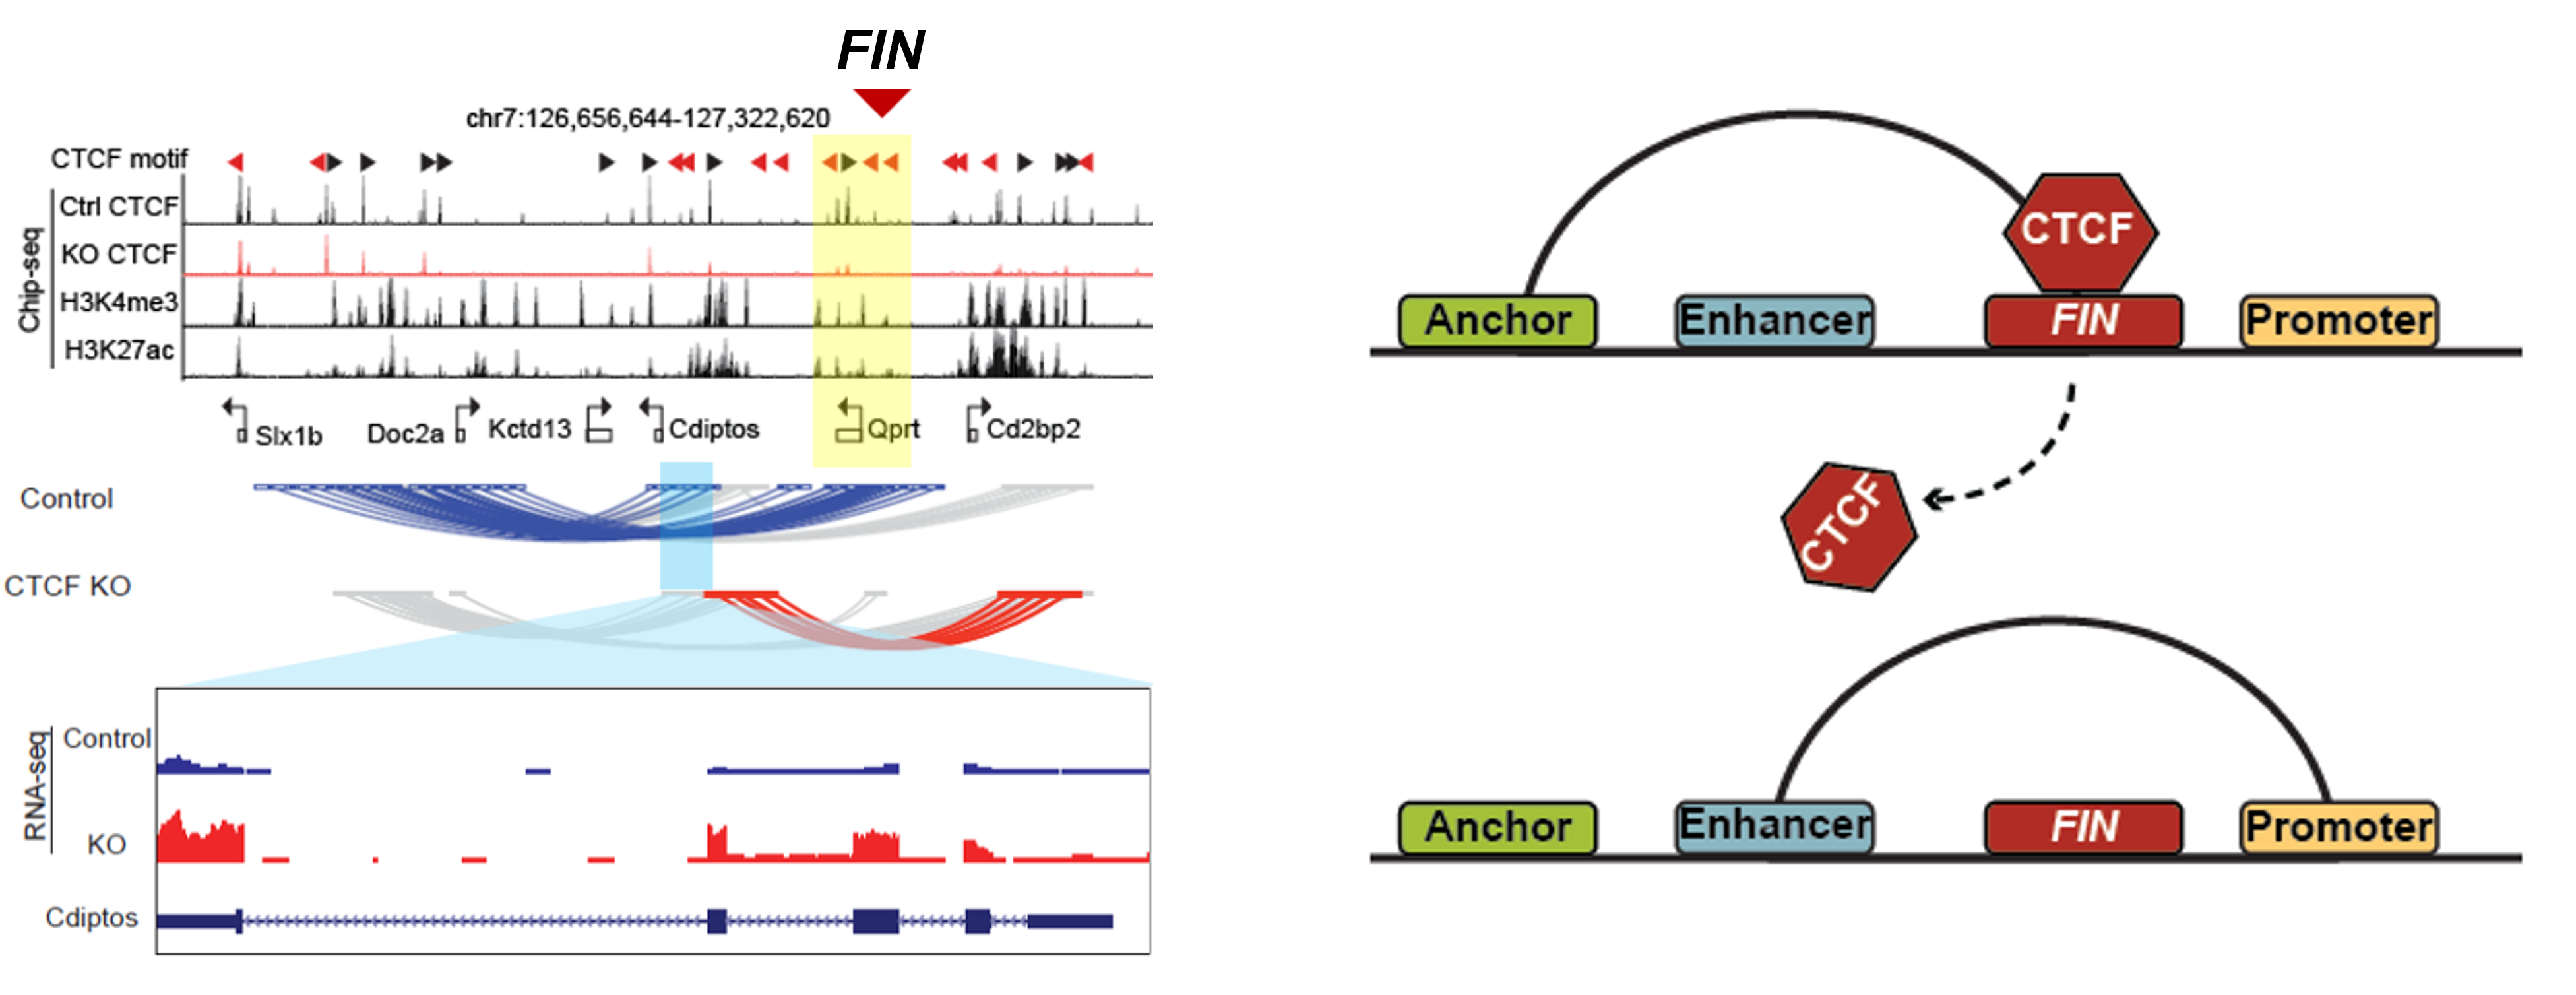 FIN
chr7:126,656,644-127,322,620
CTCF motif
Chip-seq
Ctrl CTCF
KO CTCF
H3K4me3
H3K27ac
Slx1b
Doc2a
Kctd13
Cdiptos
Qprt
Cd2bp2
Control
CTCF KO
RNA-seq
Control
KO
Cdiptos
CTCF
Anchor
Enhancer
FIN
Promoter
CTCF
Anchor
Enhancer
FIN
Promoter